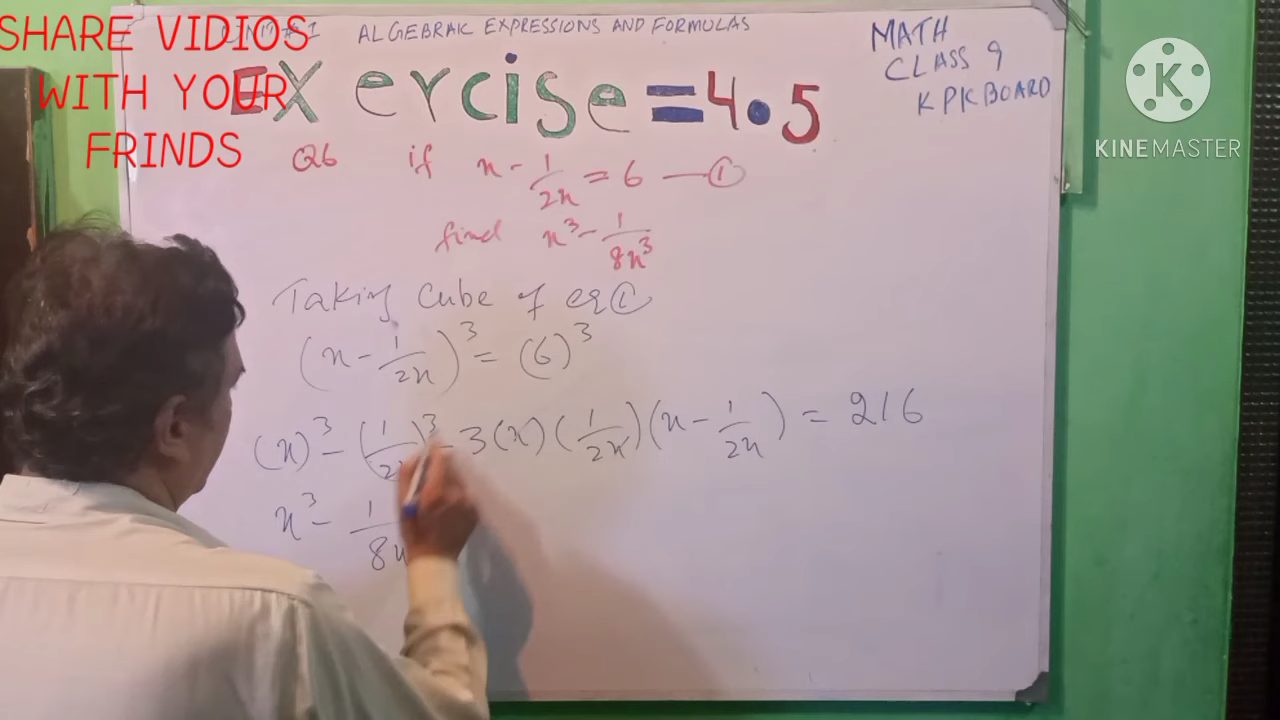 SHARE VIDIOS
WITH YOUR
FRINDS
ALGEBRAIC EXPRESSIONS AND FORMULAS
MATH
CLASS 9
KPK BOARD
KINEMASTER
EXercise = 4.5
Q6 if x - 1/2x = 6 — ①
find x³ - 1/8x³
Taking Cube of eq ①
(x - 1/2x)³ = (6)³
(x)³ - (1/2x)³ - 3(x)(1/2x)(x - 1/2x) = 216
x³ - 1/8x